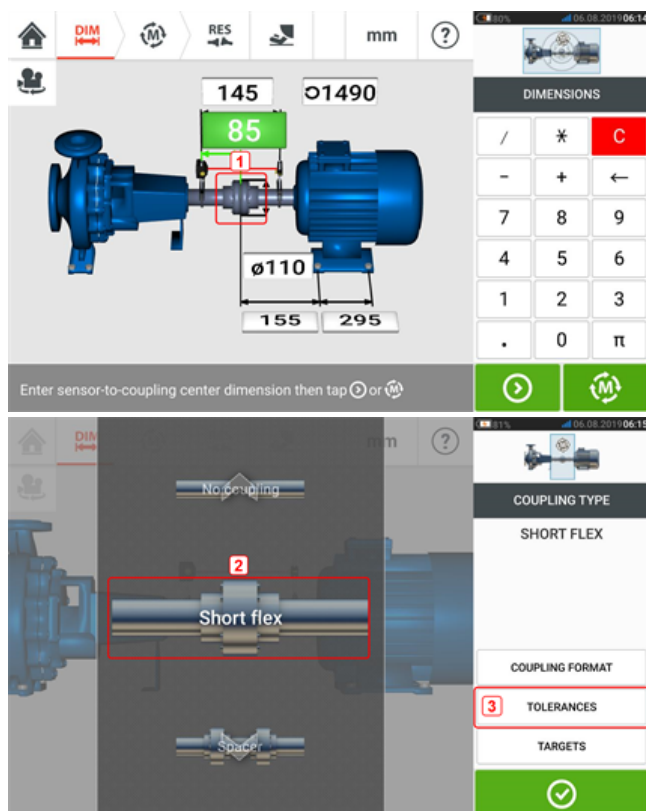 80% 06.08.2019 06:14
DIM M RES mm ?
145 1490
85
1
ø110
155 295
DIMENSIONS
/ * C
- + ←
7 8 9
4 5 6
1 2 3
. 0 π
Enter sensor-to-coupling center dimension then tap or M
M
81% 06.08.2019 06:15
DIM mm ?
No coupling
2
Short flex
Spacer
COUPLING TYPE
SHORT FLEX
COUPLING FORMAT
3 TOLERANCES
TARGETS